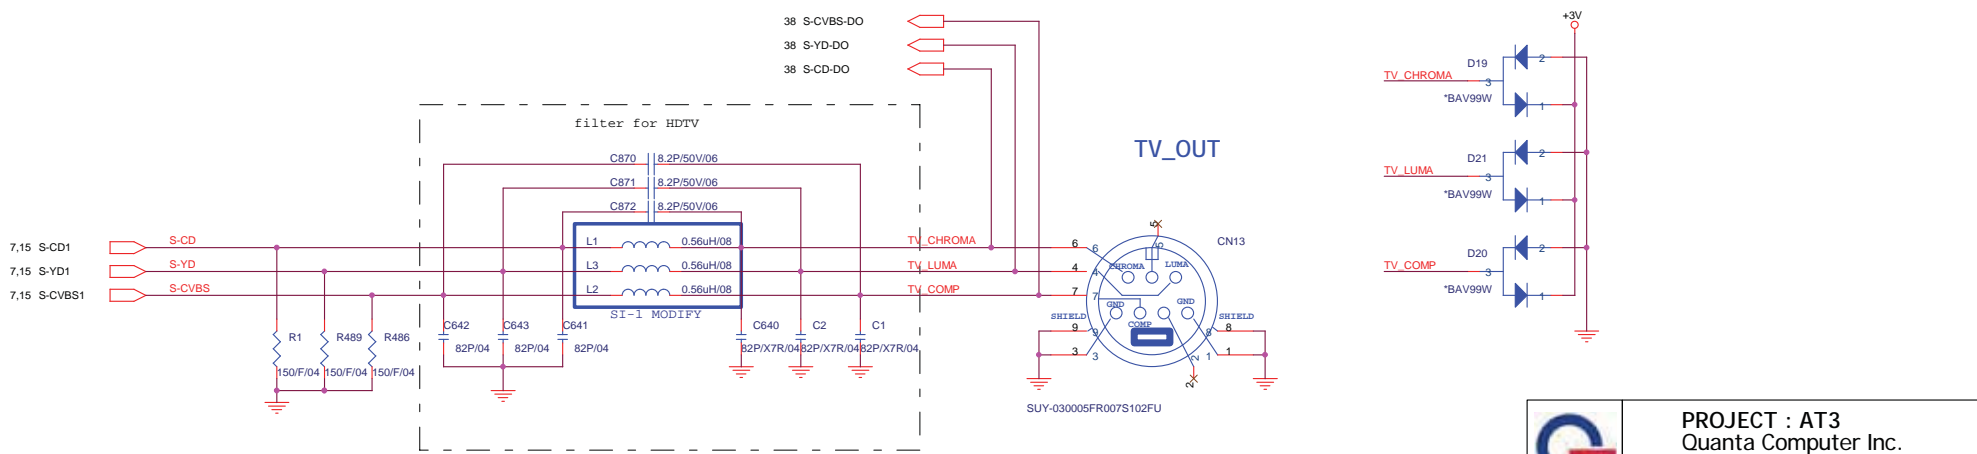 38 S-CVBS-DO
38 S-YD-DO
38 S-CD-DO
+3V
D19
2
TV_CHROMA
3
*BAV99W
1
filter for HDTV
TV_OUT
C870 8.2P/50V/06
C871 8.2P/50V/06
C872 8.2P/50V/06
D21
2
TV_LUMA
3
*BAV99W
1
7,15 S-CD1
S-CD
L1 0.56uH/08
TV_CHROMA
7,15 S-YD1
S-YD
L3 0.56uH/08
TV_LUMA
7,15 S-CVBS1
S-CVBS
L2 0.56uH/08
TV_COMP
SI-1 MODIFY
5
5
CN13
6 6
4 4
7 7
CHROMA LUMA
GND GND
COMP
SHIELD SHIELD
9 9
3 3
8 8
1 1
2
2
D20
2
TV_COMP
3
*BAV99W
1
R1 R489 R486
150/F/04 150/F/04 150/F/04
C642 C643 C641
82P/04 82P/04 82P/04
C640 C2 C1
82P/X7R/04 82P/X7R/04 82P/X7R/04
SUY-030005FR007S102FU
PROJECT : AT3
Quanta Computer Inc.